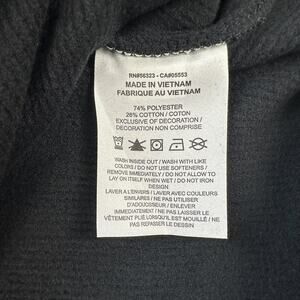 RN#56323 - CA#05553
MADE IN VIETNAM
FABRIQUE AU VIETNAM
74% POLYESTER
26% COTTON / COTON
EXCLUSIVE OF DECORATION /
DECORATION NON COMPRISE
WASH INSIDE OUT / WASH WITH LIKE
COLORS / DO NOT USE SOFTENERS /
REMOVE IMMEDIATELY / DO NOT ALLOW TO
LAY ON ITSELF WHEN WET / DO NOT IRON
DESIGN
LAVER A L'ENVERS / LAVER AVEC COULEURS
SIMILAIRES / NE PAS UTILISER
D'ADOUCISSEUR / ENLEVER
IMMÉDIATEMENT / NE PAS LAISSER LE
VÊTEMENT PLIÉ LORSQU'IL EST MOUILLÉ / NE PAS
REPASSER LE DESSIN